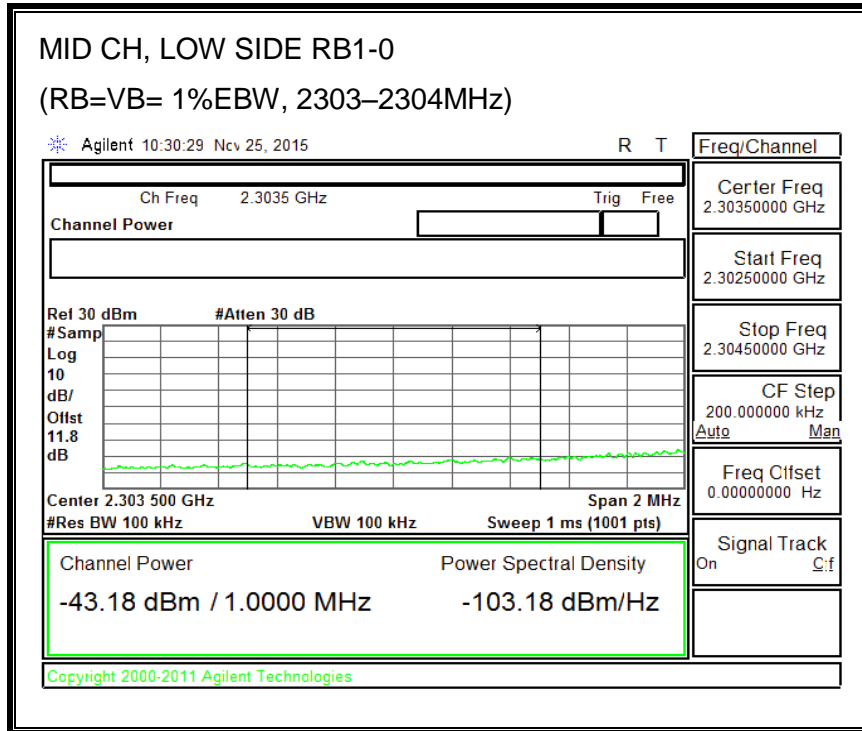 MID CH, LOW SIDE RB1-0
(RB=VB= 1%EBW, 2303–2304MHz)
Agilent 10:30:29 Nov 25, 2015 R T
Freq/Channel
Ch Freq 2.3035 GHz Trig Free
Channel Power
Center Freq
2.30350000 GHz
Start Freq
2.30250000 GHz
Stop Freq
2.30450000 GHz
CF Step
200.000000 kHz
Auto Man
Freq Offset
0.00000000 Hz
Signal Track
On Off
Ref 30 dBm #Atten 30 dB
#Samp
Log
10
dB/
Offst
11.8
dB
Center 2.303 500 GHz Span 2 MHz
#Res BW 100 kHz VBW 100 kHz Sweep 1 ms (1001 pts)
Channel Power Power Spectral Density
-43.18 dBm / 1.0000 MHz -103.18 dBm/Hz
Copyright 2000-2011 Agilent Technologies